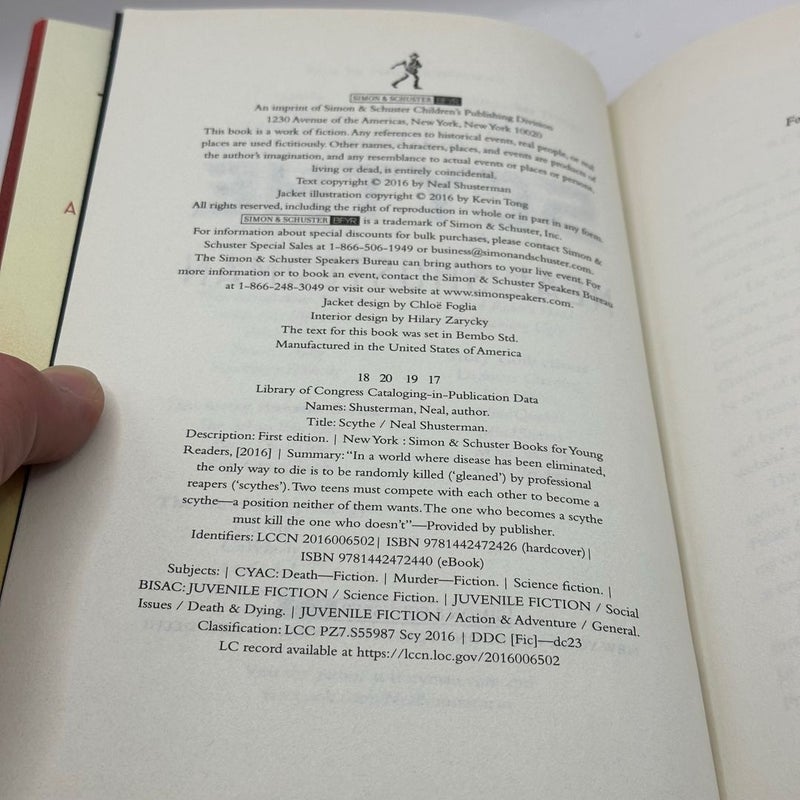 SIMON & SCHUSTER BFYR
An imprint of Simon & Schuster Children's Publishing Division
1230 Avenue of the Americas, New York, New York 10020
This book is a work of fiction. Any references to historical events, real people, or real
places are used fictitiously. Other names, characters, places, and events are products of
the author's imagination, and any resemblance to actual events or places or persons,
living or dead, is entirely coincidental.
Text copyright © 2016 by Neal Shusterman
Jacket illustration copyright © 2016 by Kevin Tong
All rights reserved, including the right of reproduction in whole or in part in any form.
SIMON & SCHUSTER BFYR is a trademark of Simon & Schuster, Inc.
For information about special discounts for bulk purchases, please contact Simon &
Schuster Special Sales at 1-866-506-1949 or business@simonandschuster.com.
The Simon & Schuster Speakers Bureau can bring authors to your live event. For
more information or to book an event, contact the Simon & Schuster Speakers Bureau
at 1-866-248-3049 or visit our website at www.simonspeakers.com.
Jacket design by Chloë Foglia
Interior design by Hilary Zarycky
The text for this book was set in Bembo Std.
Manufactured in the United States of America
18 20 19 17
Library of Congress Cataloging-in-Publication Data
Names: Shusterman, Neal, author.
Title: Scythe / Neal Shusterman.
Description: First edition. | New York : Simon & Schuster Books for Young
Readers, [2016] | Summary: "In a world where disease has been eliminated,
the only way to die is to be randomly killed ('gleaned') by professional
reapers ('scythes'). Two teens must compete with each other to become a
scythe—a position neither of them wants. The one who becomes a scythe
must kill the one who doesn't"—Provided by publisher.
Identifiers: LCCN 2016006502| ISBN 9781442472426 (hardcover)|
ISBN 9781442472440 (eBook)
Subjects: | CYAC: Death—Fiction. | Murder—Fiction. | Science fiction. |
BISAC: JUVENILE FICTION / Science Fiction. | JUVENILE FICTION / Social
Issues / Death & Dying. | JUVENILE FICTION / Action & Adventure / General.
Classification: LCC PZ7.S55987 Scy 2016 | DDC [Fic]—dc23
LC record available at https://lccn.loc.gov/2016006502
A